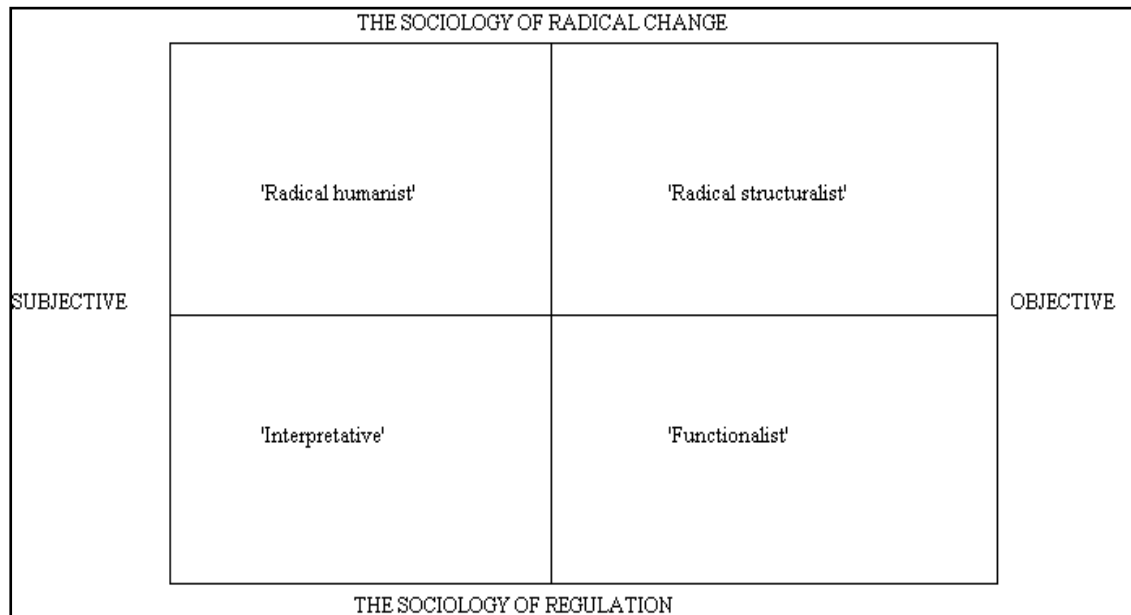 THE SOCIOLOGY OF RADICAL CHANGE
'Radical humanist'
'Radical structuralist'
SUBJECTIVE
OBJECTIVE
'Interpretative'
'Functionalist'
THE SOCIOLOGY OF REGULATION